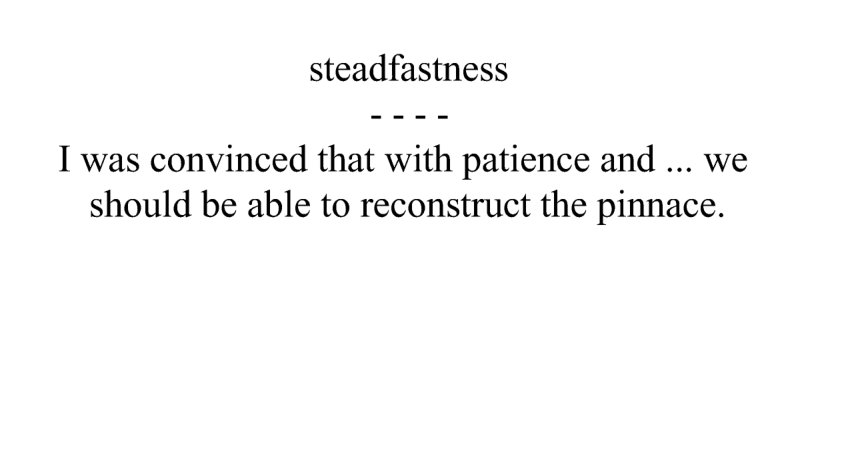 steadfastness
- - - -
I was convinced that with patience and ... we
should be able to reconstruct the pinnace.